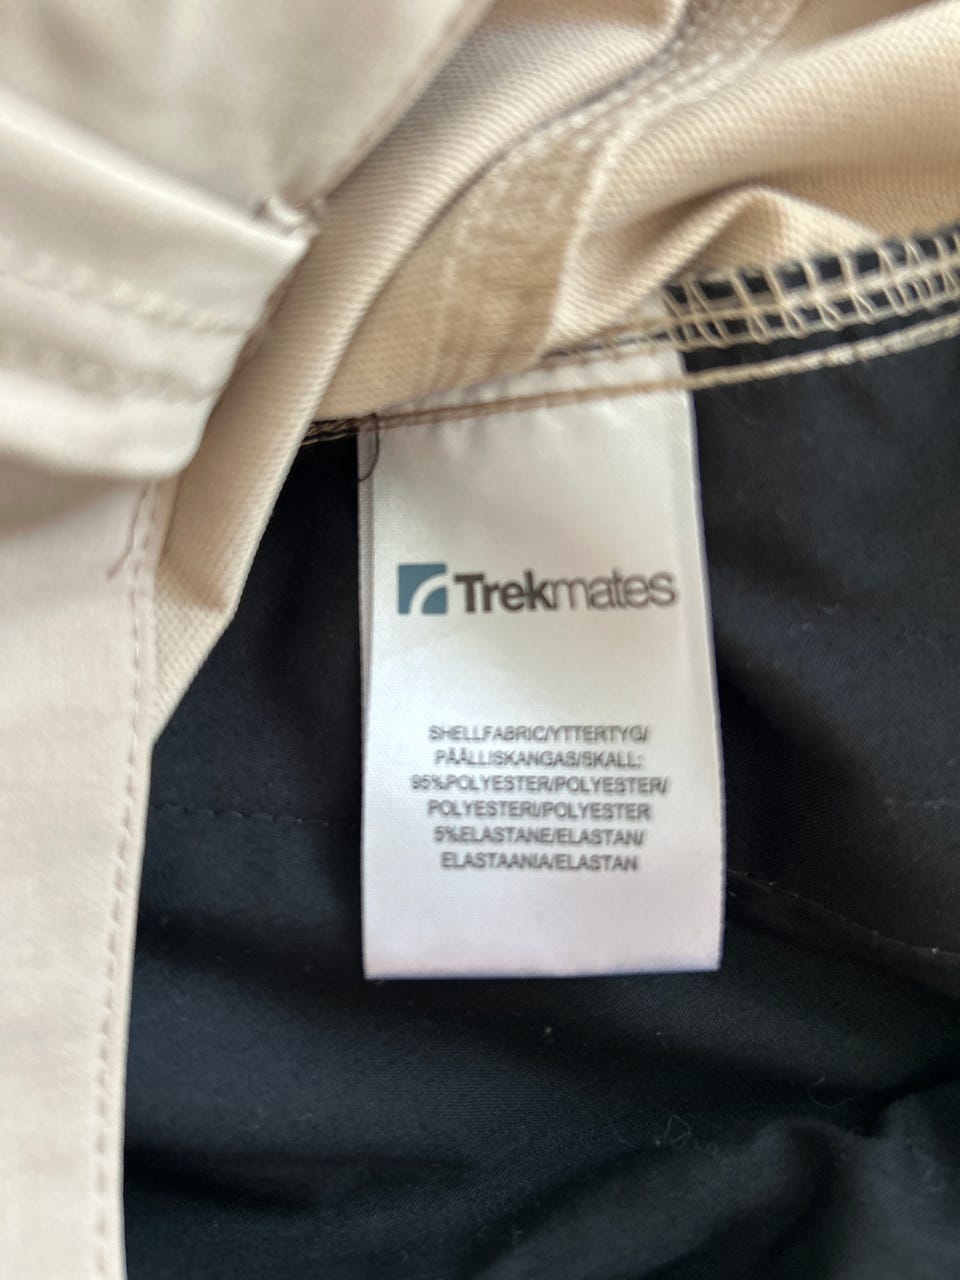 Trekmates
SHELLFABRIC/YTTERTYG/
PÄÄLLISKANGAS/SKALL:
95%POLYESTER/POLYESTER/
POLYESTERI/POLYESTER
5%ELASTANE/ELASTAN/
ELASTAANIA/ELASTAN